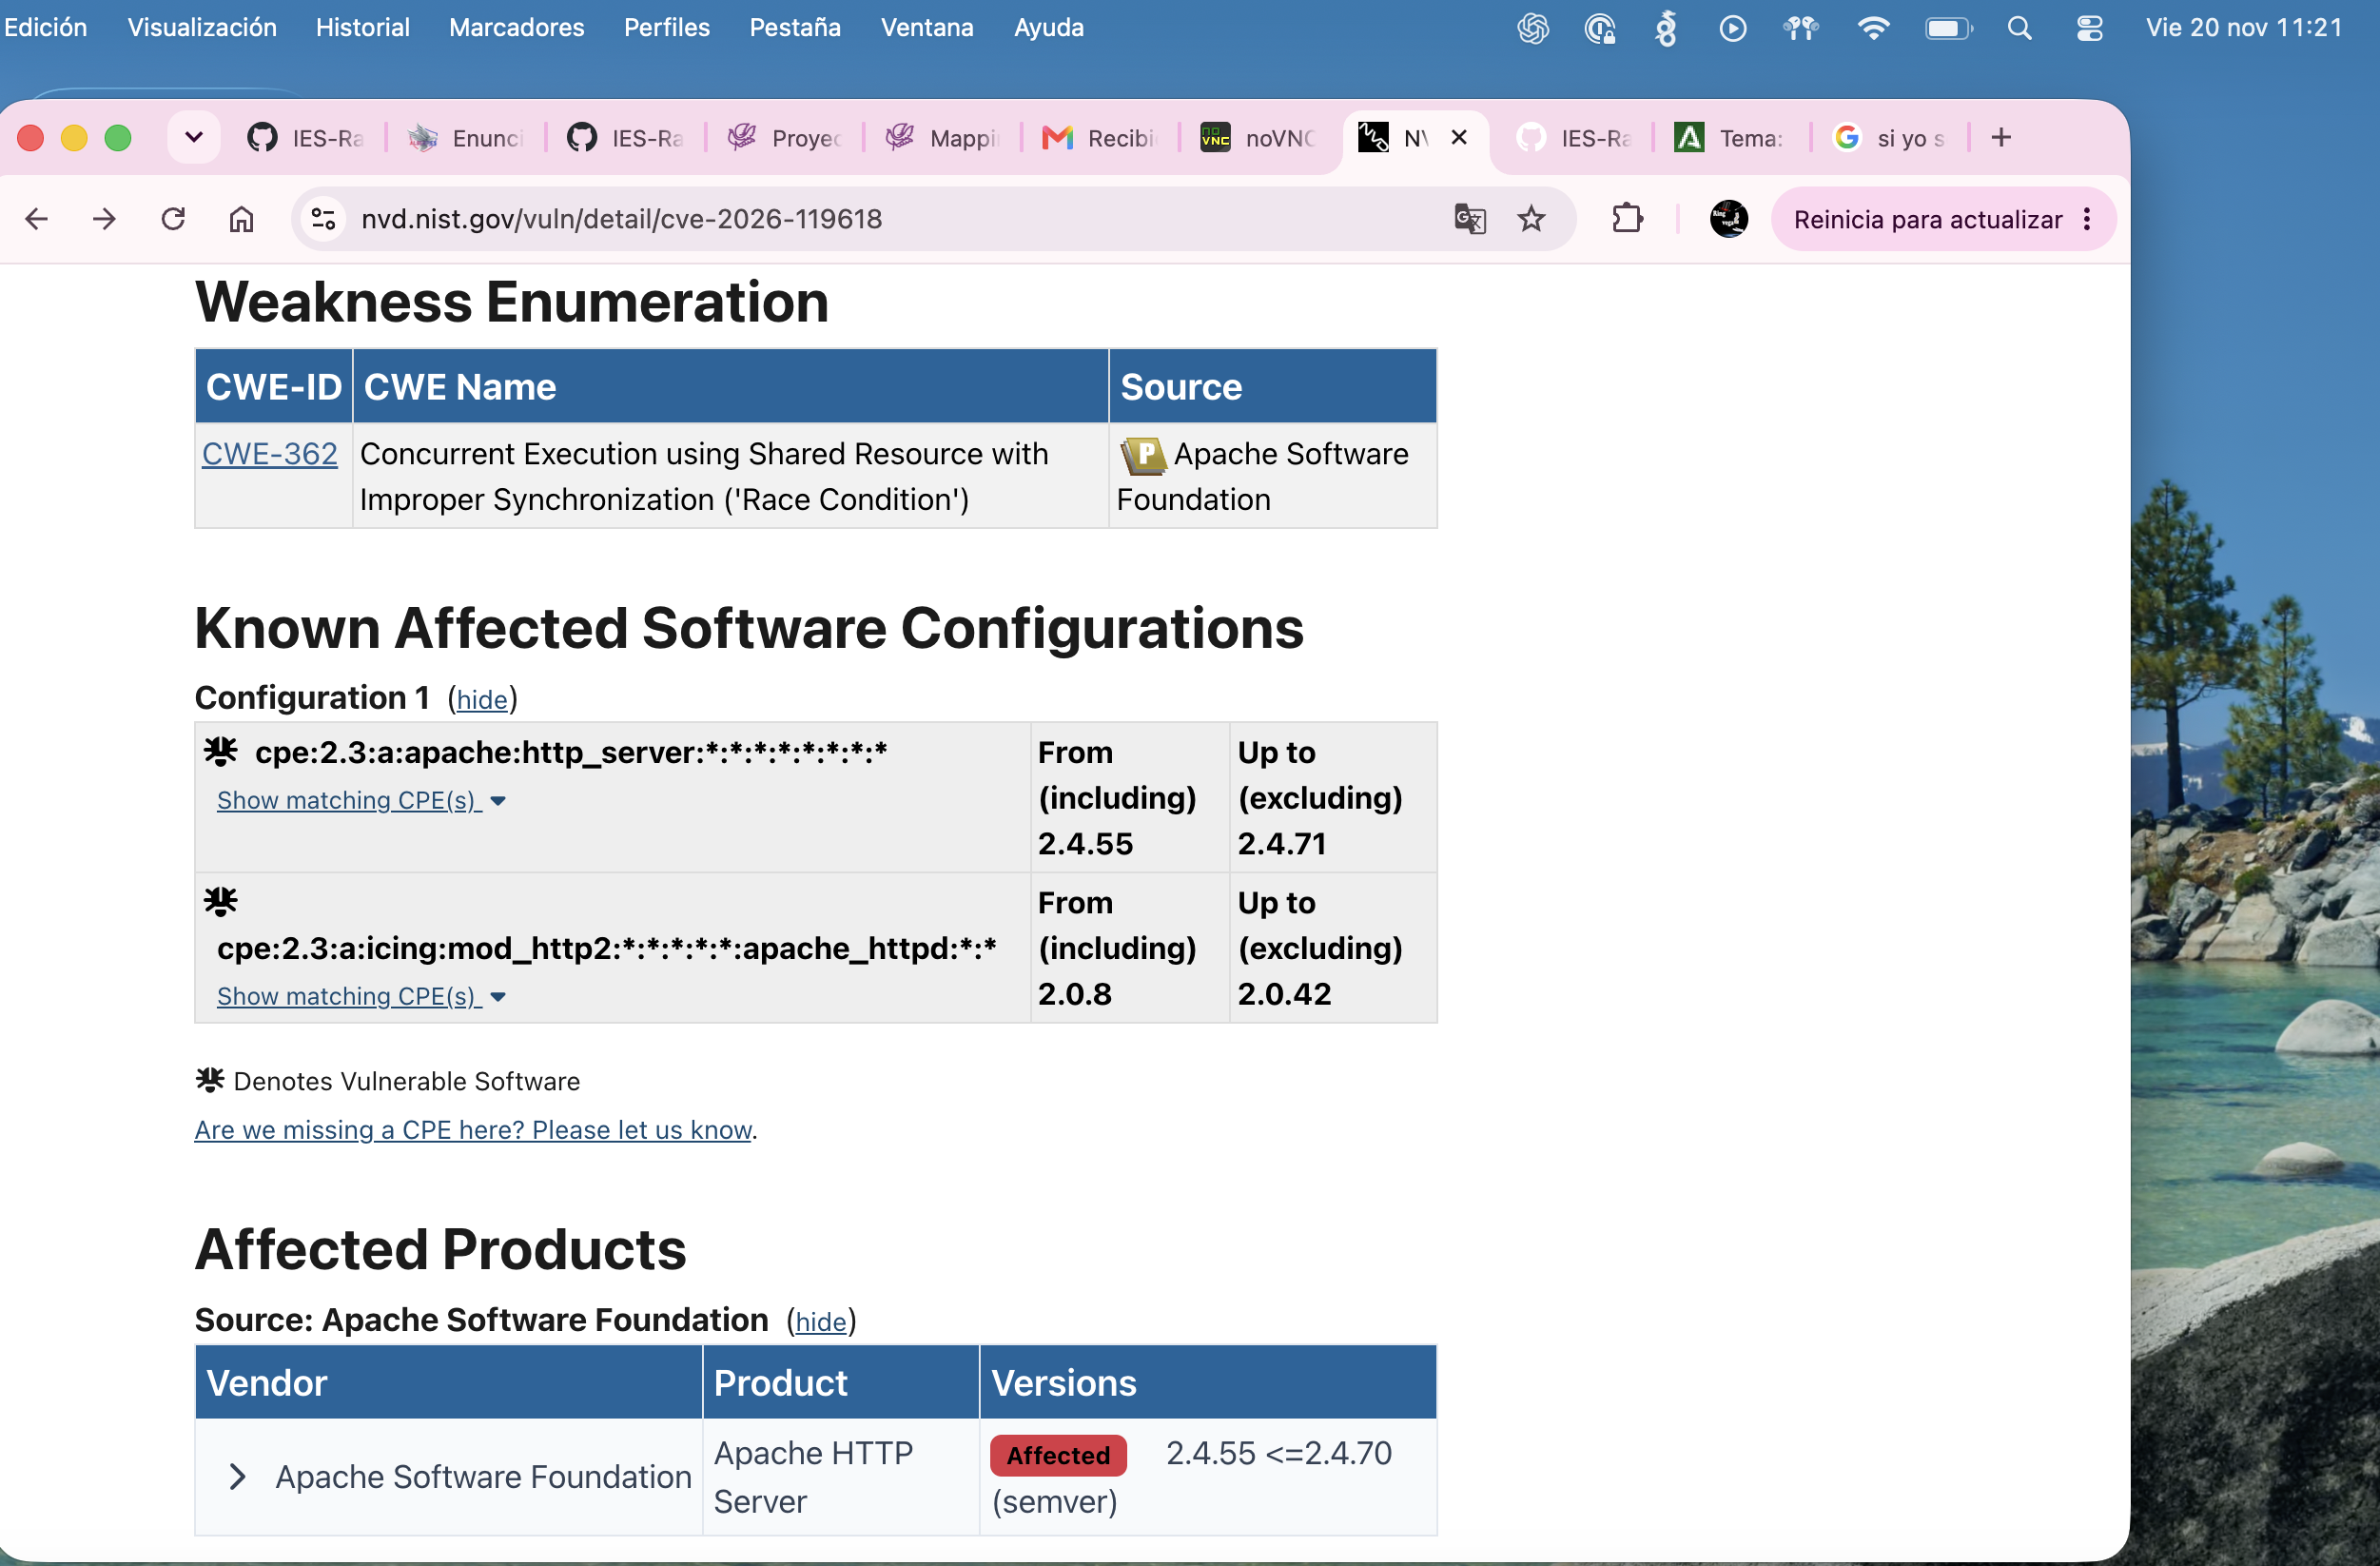 Edición Visualización Historial Marcadores Perfiles Pestaña Ventana Ayuda Vie 20 nov 11:21
IES-Ra Enunci IES-Ra Proyec Mappi Recibi noVNC NV IES-Ra Tema: si yo s
nvd.nist.gov/vuln/detail/cve-2026-119618 Reinicia para actualizar
Weakness Enumeration
CWE-ID CWE Name Source
CWE-362 Concurrent Execution using Shared Resource with Apache Software
Improper Synchronization ('Race Condition') Foundation
Known Affected Software Configurations
Configuration 1 (hide)
cpe:2.3:a:apache:http_server:*:*:*:*:*:*:*:* From Up to
Show matching CPE(s) (including) (excluding)
2.4.55 2.4.71
From Up to
cpe:2.3:a:icing:mod_http2:*:*:*:*:*:apache_httpd:*:* (including) (excluding)
Show matching CPE(s) 2.0.8 2.0.42
Denotes Vulnerable Software
Are we missing a CPE here? Please let us know.
Affected Products
Source: Apache Software Foundation (hide)
Vendor Product Versions
Apache Software Foundation Apache HTTP Affected 2.4.55 <=2.4.70
Server (semver)